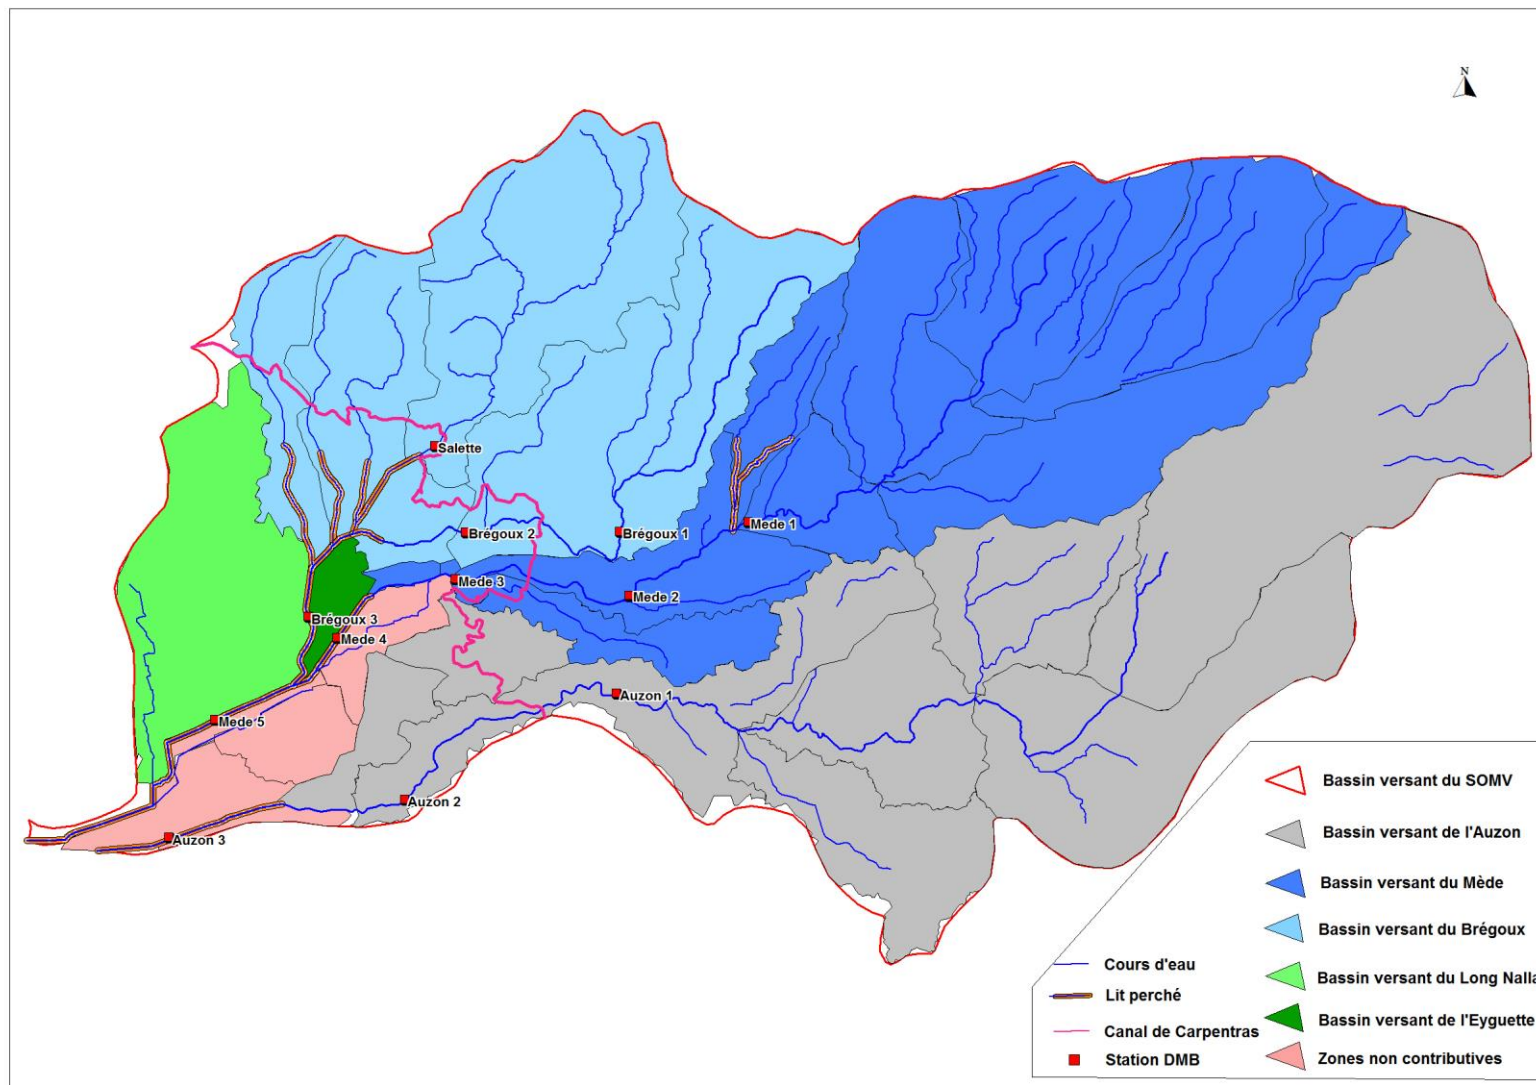 N
Salette
Brégoux 2
Brégoux 1
Mede 1
Mede 3
Mede 2
Brégoux 3
Mede 4
Auzon 1
Mede 5
Auzon 2
Auzon 3
Bassin versant du SOMV
Bassin versant de l'Auzon
Bassin versant du Mède
Bassin versant du Brégoux
Cours d'eau
Bassin versant du Long Nalla
Lit perché
Bassin versant de l'Eyguette
Canal de Carpentras
Zones non contributives
Station DMB